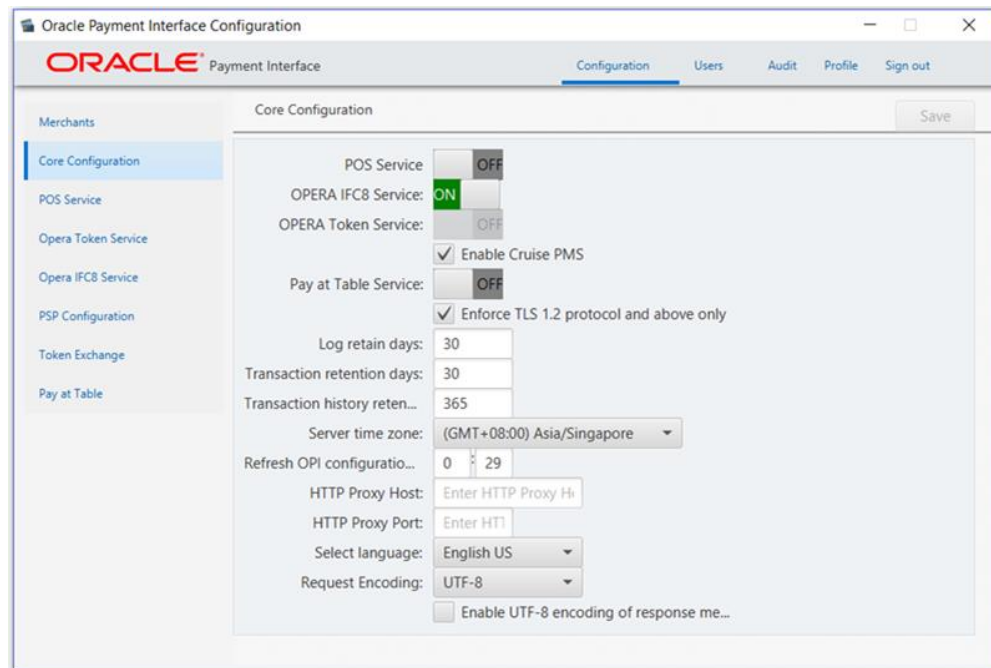 Oracle Payment Interface Configuration
ORACLE Payment Interface Configuration Users Audit Profile Sign out
Merchants
Core Configuration
POS Service
Opera Token Service
Opera IFC8 Service
PSP Configuration
Token Exchange
Pay at Table
Core Configuration Save
POS Service OFF
OPERA IFC8 Service: ON
OPERA Token Service: OFF
Enable Cruise PMS
Pay at Table Service: OFF
Enforce TLS 1.2 protocol and above only
Log retain days: 30
Transaction retention days: 30
Transaction history reten... 365
Server time zone: (GMT+08:00) Asia/Singapore
Refresh OPI configuratio... 0 : 29
HTTP Proxy Host: Enter HTTP Proxy
HTTP Proxy Port: Enter
Select language: English US
Request Encoding: UTF-8
Enable UTF-8 encoding of response me...